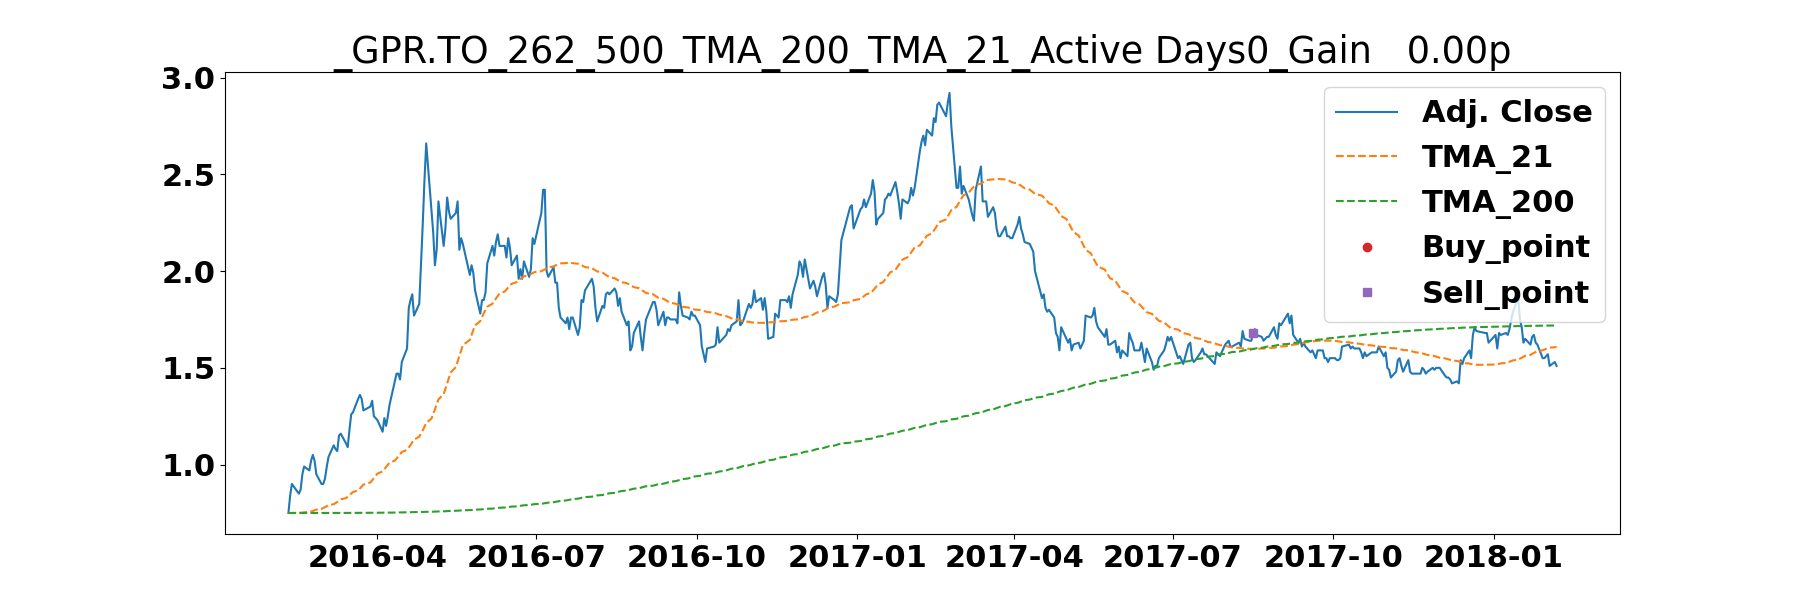 _GPR.TO_262_500_TMA_200_TMA_21_Active Days0_Gain   0.00p
3.0
2.5
2.0
1.5
1.0
Adj. Close
TMA_21
TMA_200
Buy_point
Sell_point
2016-04 2016-07 2016-10 2017-01 2017-04 2017-07 2017-10 2018-01